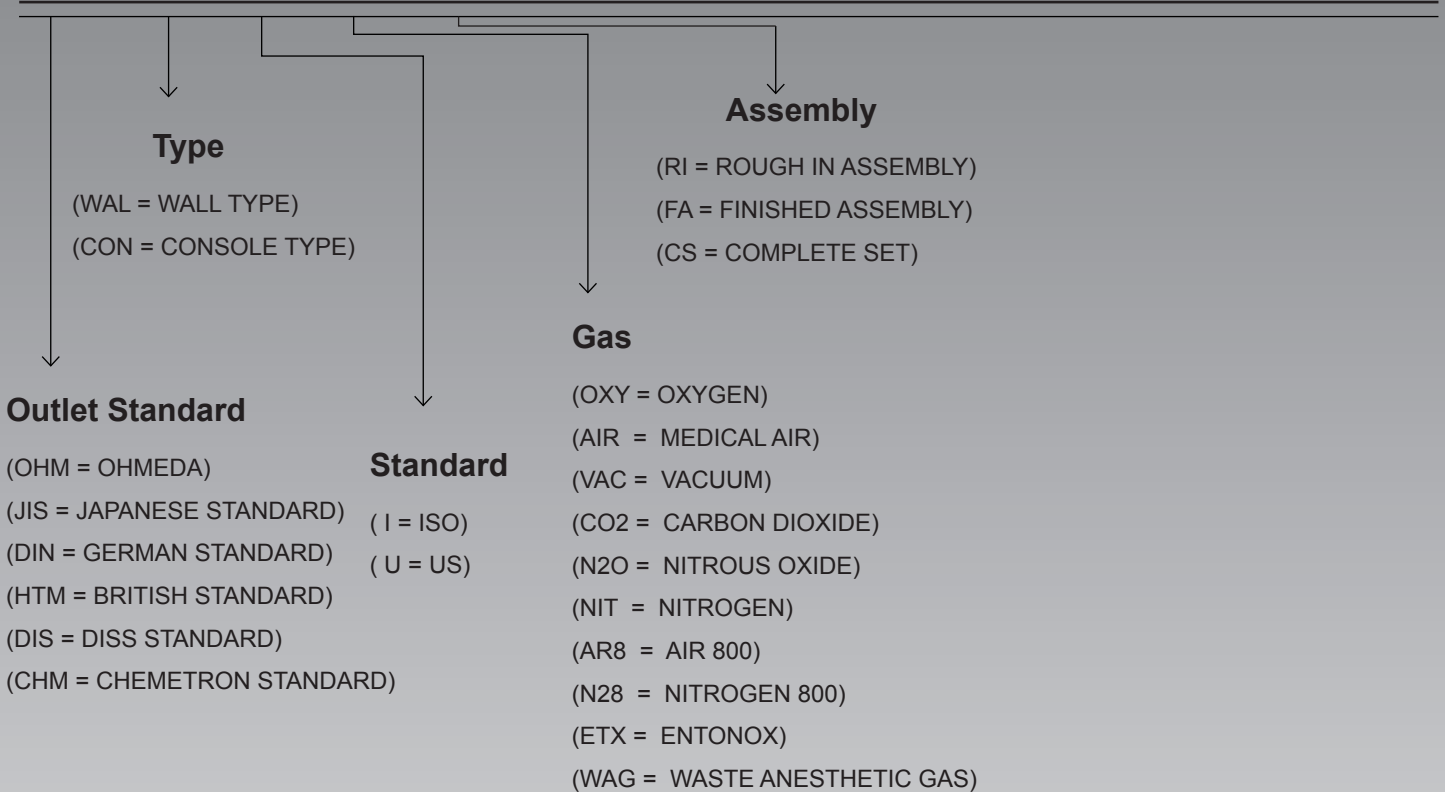 Assembly
(RI = ROUGH IN ASSEMBLY)
(FA = FINISHED ASSEMBLY)
(CS = COMPLETE SET)
Type
(WAL = WALL TYPE)
(CON = CONSOLE TYPE)
Gas
(OXY = OXYGEN)
(AIR = MEDICAL AIR)
(VAC = VACUUM)
(CO2 = CARBON DIOXIDE)
(N2O = NITROUS OXIDE)
(NIT = NITROGEN)
(AR8 = AIR 800)
(N28 = NITROGEN 800)
(ETX = ENTONOX)
(WAG = WASTE ANESTHETIC GAS)
Outlet Standard
(OHM = OHMEDA)
(JIS = JAPANESE STANDARD)
(DIN = GERMAN STANDARD)
(HTM = BRITISH STANDARD)
(DIS = DISS STANDARD)
(CHM = CHEMETRON STANDARD)
Standard
( I = ISO)
( U = US)